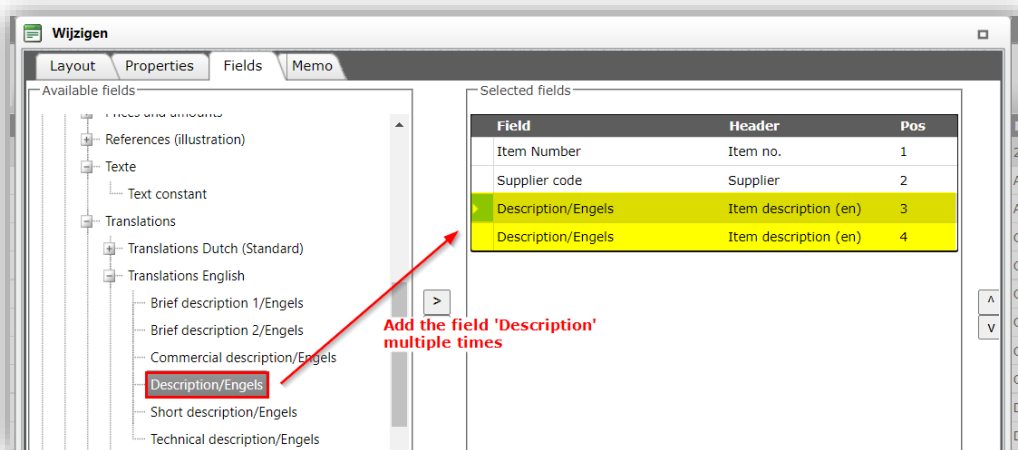 Wijzigen
Layout Properties Fields Memo
Available fields
Prices and amounts
References (illustration)
Texte
Text constant
Translations
Translations Dutch (Standard)
Translations English
Brief description 1/Engels
Brief description 2/Engels
Commercial description/Engels
Description/Engels
Short description/Engels
Technical description/Engels
>
Add the field 'Description'
multiple times
Selected fields
Field Header Pos
Item Number Item no. 1
Supplier code Supplier 2
Description/Engels Item description (en) 3
Description/Engels Item description (en) 4
^
v